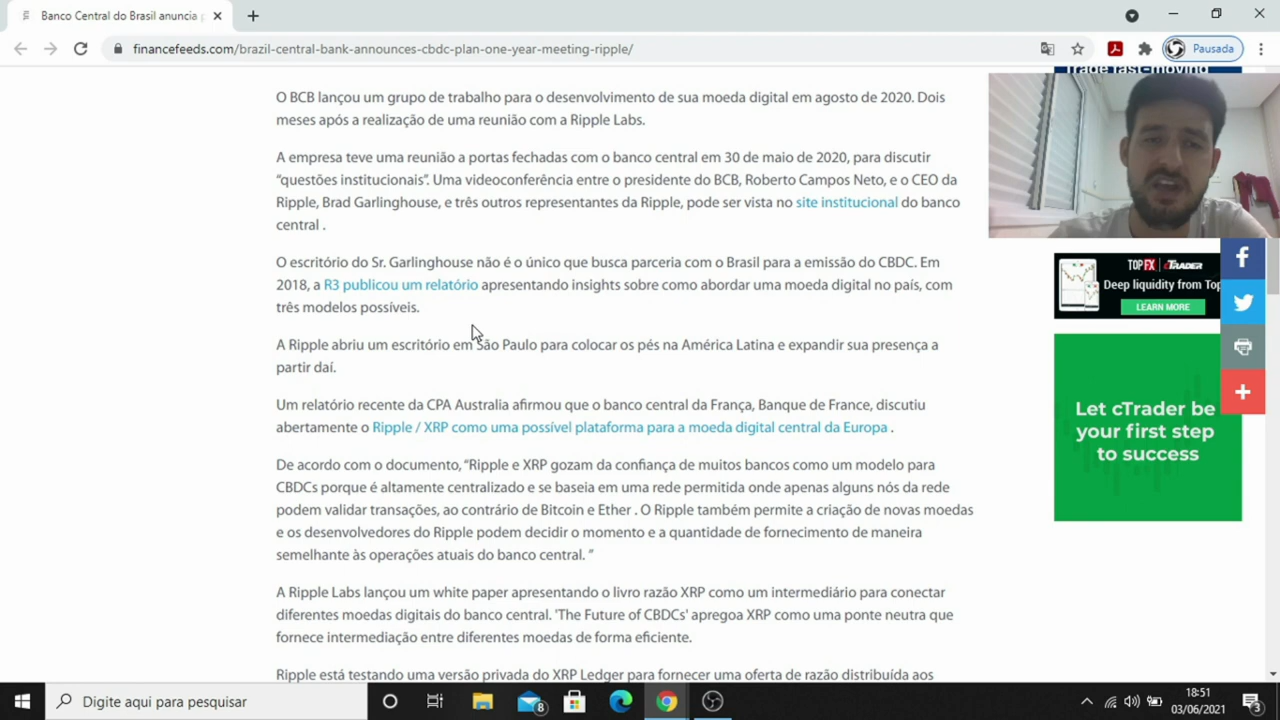 Banco Central do Brasil anuncia p
Pausada
financefeeds.com/brazil-central-bank-announces-cbdc-plan-one-year-meeting-ripple/
Trade fast-moving
O BCB lançou um grupo de trabalho para o desenvolvimento de sua moeda digital em agosto de 2020. Dois
meses após a realização de uma reunião com a Ripple Labs.
A empresa teve uma reunião a portas fechadas com o banco central em 30 de maio de 2020, para discutir
“questões institucionais”. Uma videoconferência entre o presidente do BCB, Roberto Campos Neto, e o CEO da
Ripple, Brad Garlinghouse, e três outros representantes da Ripple, pode ser vista no site institucional do banco
central .
O escritório do Sr. Garlinghouse não é o único que busca parceria com o Brasil para a emissão do CBDC. Em
2018, a R3 publicou um relatório apresentando insights sobre como abordar uma moeda digital no país, com
três modelos possíveis.
A Ripple abriu um escritório em São Paulo para colocar os pés na América Latina e expandir sua presença a
partir daí.
Um relatório recente da CPA Australia afirmou que o banco central da França, Banque de France, discutiu
abertamente o Ripple / XRP como uma possível plataforma para a moeda digital central da Europa .
De acordo com o documento, “Ripple e XRP gozam da confiança de muitos bancos como um modelo para
CBDCs porque é altamente centralizado e se baseia em uma rede permitida onde apenas alguns nós da rede
podem validar transações, ao contrário de Bitcoin e Ether . O Ripple também permite a criação de novas moedas
e os desenvolvedores do Ripple podem decidir o momento e a quantidade de fornecimento de maneira
semelhante às operações atuais do banco central. ”
A Ripple Labs lançou um white paper apresentando o livro razão XRP como um intermediário para conectar
diferentes moedas digitais do banco central. 'The Future of CBDCs' apregoa XRP como uma ponte neutra que
fornece intermediação entre diferentes moedas de forma eficiente.
Ripple está testando uma versão privada do XRP Ledger para fornecer uma oferta de razão distribuída aos
TOPFX cTRADER
Deep liquidity from Top
LEARN MORE
Let cTrader be
your first step
to success
Digite aqui para pesquisar
8
18:51
03/06/2021
3